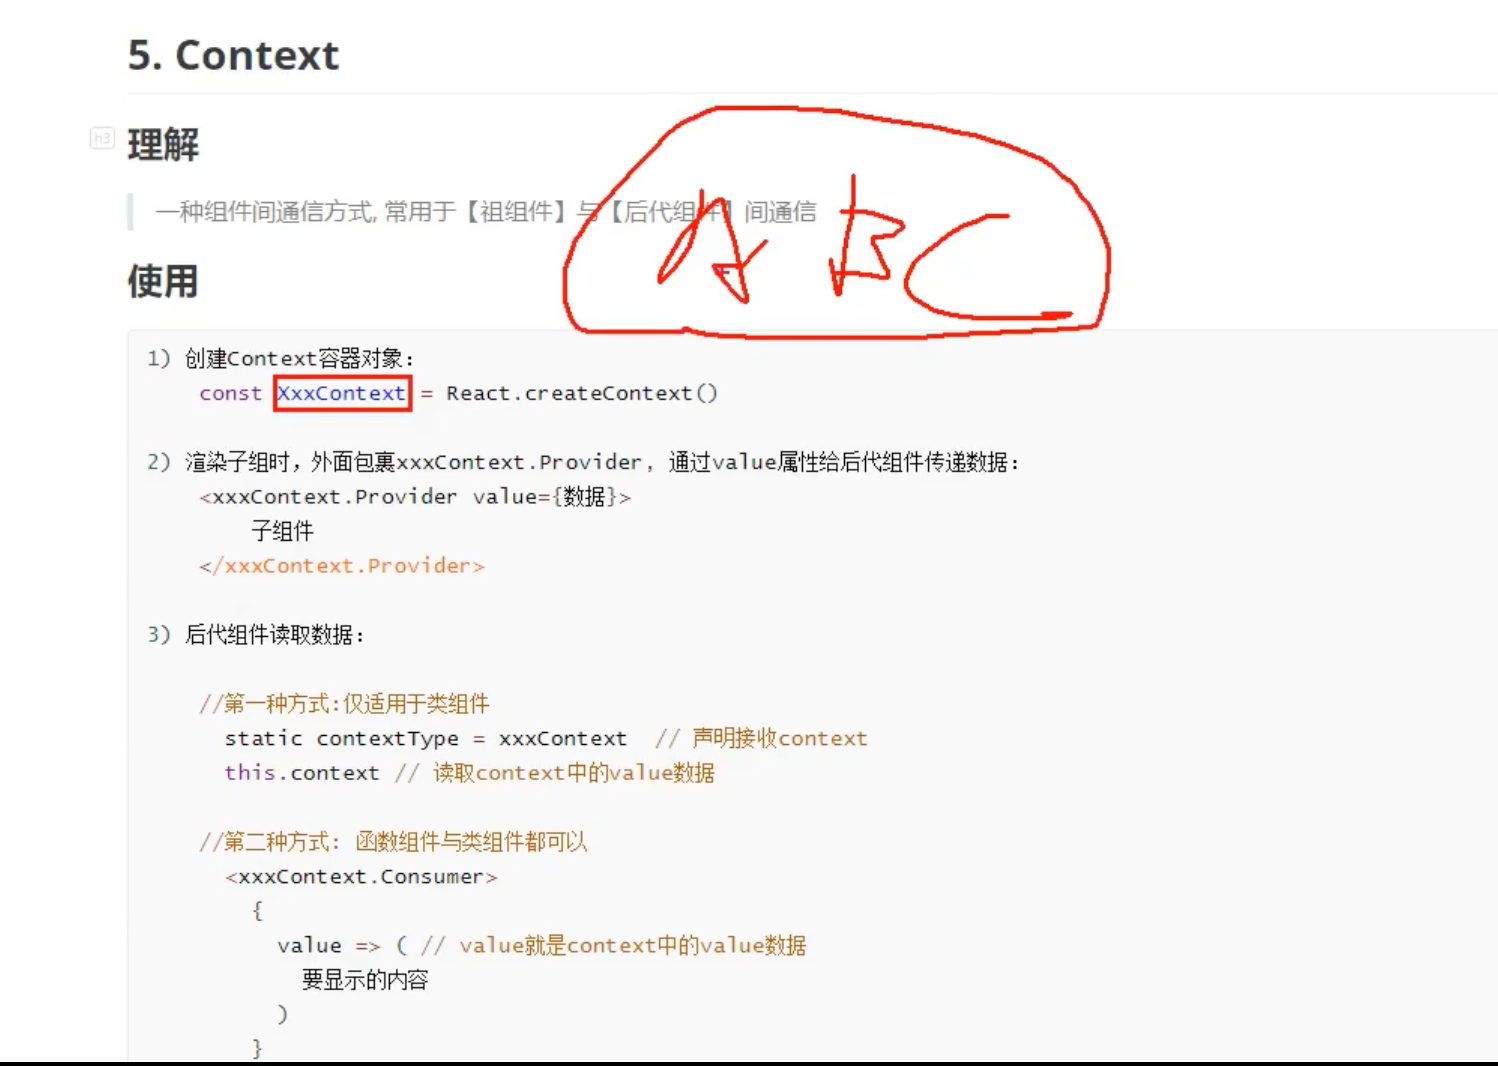 5. Context
h3
理解
一种组件间通信方式, 常用于【祖组件】与【后代组件】间通信
A B C
使用
1) 创建Context容器对象:
const XxxContext = React.createContext()
2) 渲染子组时，外面包裹xxxContext.Provider, 通过value属性给后代组件传递数据:
<xxxContext.Provider value={数据}>
子组件
</xxxContext.Provider>
3) 后代组件读取数据:
//第一种方式:仅适用于类组件
static contextType = xxxContext // 声明接收context
this.context // 读取context中的value数据
//第二种方式: 函数组件与类组件都可以
<xxxContext.Consumer>
{
value => ( // value就是context中的value数据
要显示的内容
)
}